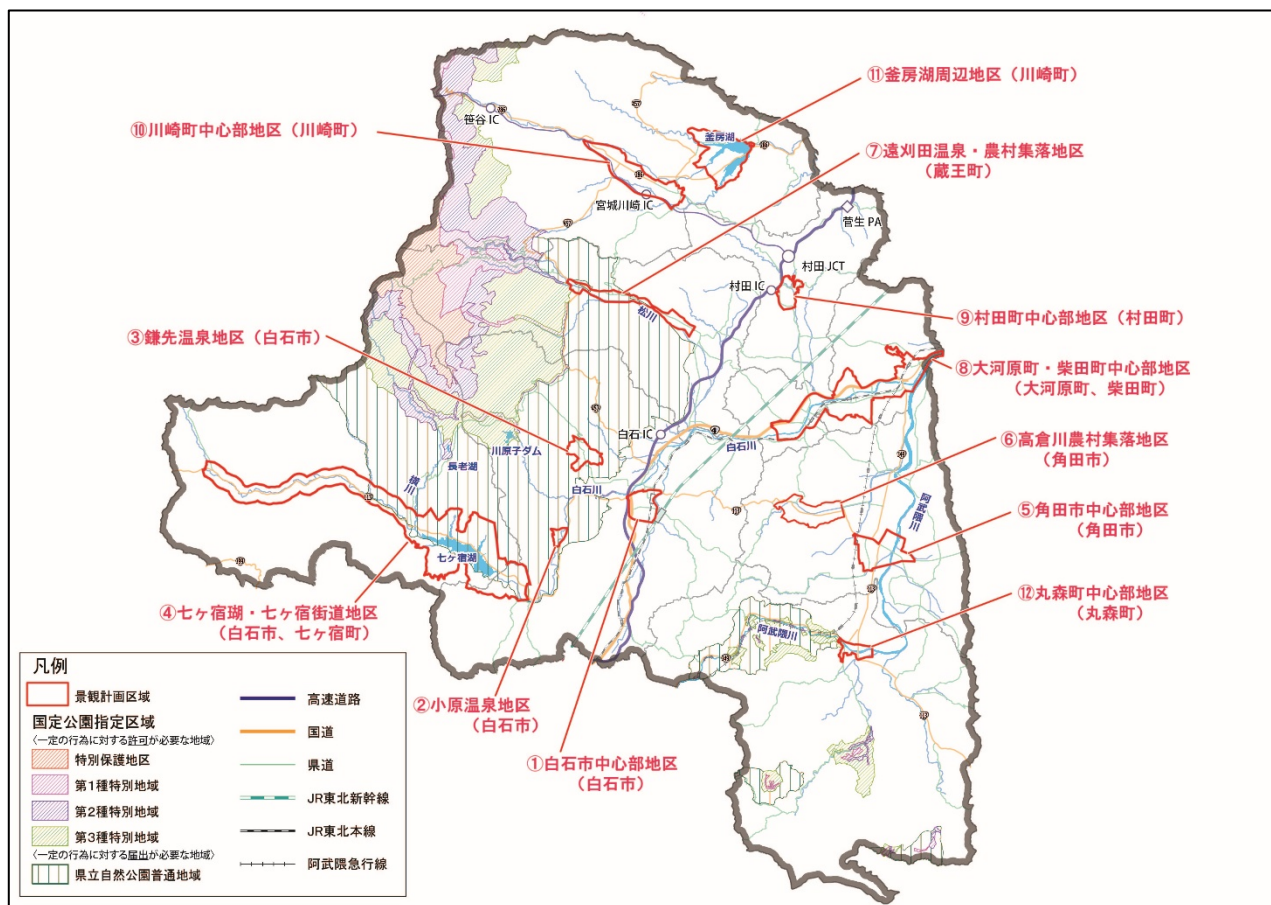 ⑪釜房湖周辺地区（川崎町）
⑩川崎町中心部地区（川崎町）
⑦遠刈田温泉・農村集落地区
（蔵王町）
笹谷 IC
釜房湖
宮城川崎 IC
菅生 PA
村田 JCT
村田 IC
松川
⑨村田町中心部地区（村田町）
③鎌先温泉地区（白石市）
⑧大河原町・柴田町中心部地区
（大河原町、柴田町）
白石 IC
白石川
川原子ダム
長老湖
横川
白石川
⑥高倉川農村集落地区
（角田市）
阿武隈川
⑤角田市中心部地区
（角田市）
七ヶ宿湖
④七ヶ宿瑚・七ヶ宿街道地区
（白石市、七ヶ宿町）
⑫丸森町中心部地区
（丸森町）
阿武隈川
②小原温泉地区
（白石市）
①白石市中心部地区
（白石市）
凡例
景観計画区域
国定公園指定区域
〈一定の行為に対する許可が必要な地域〉
特別保護地区
第1種特別地域
第2種特別地域
第3種特別地域
〈一定の行為に対する届出が必要な地域〉
県立自然公園普通地域
高速道路
国道
県道
JR東北新幹線
JR東北本線
阿武隈急行線